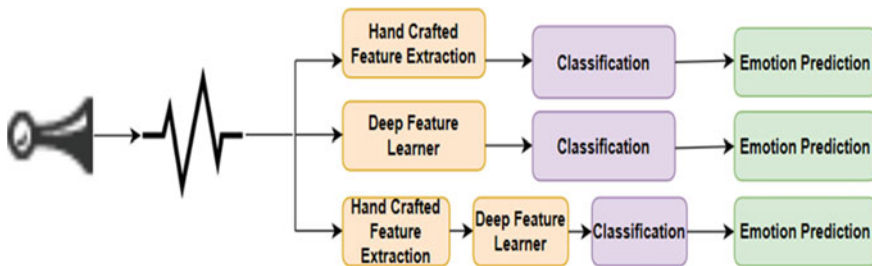 Hand Crafted
Feature Extraction
Classification
Emotion Prediction
Deep Feature
Learner
Classification
Emotion Prediction
Hand Crafted
Feature
Extraction
Deep Feature
Learner
Classification
Emotion Prediction